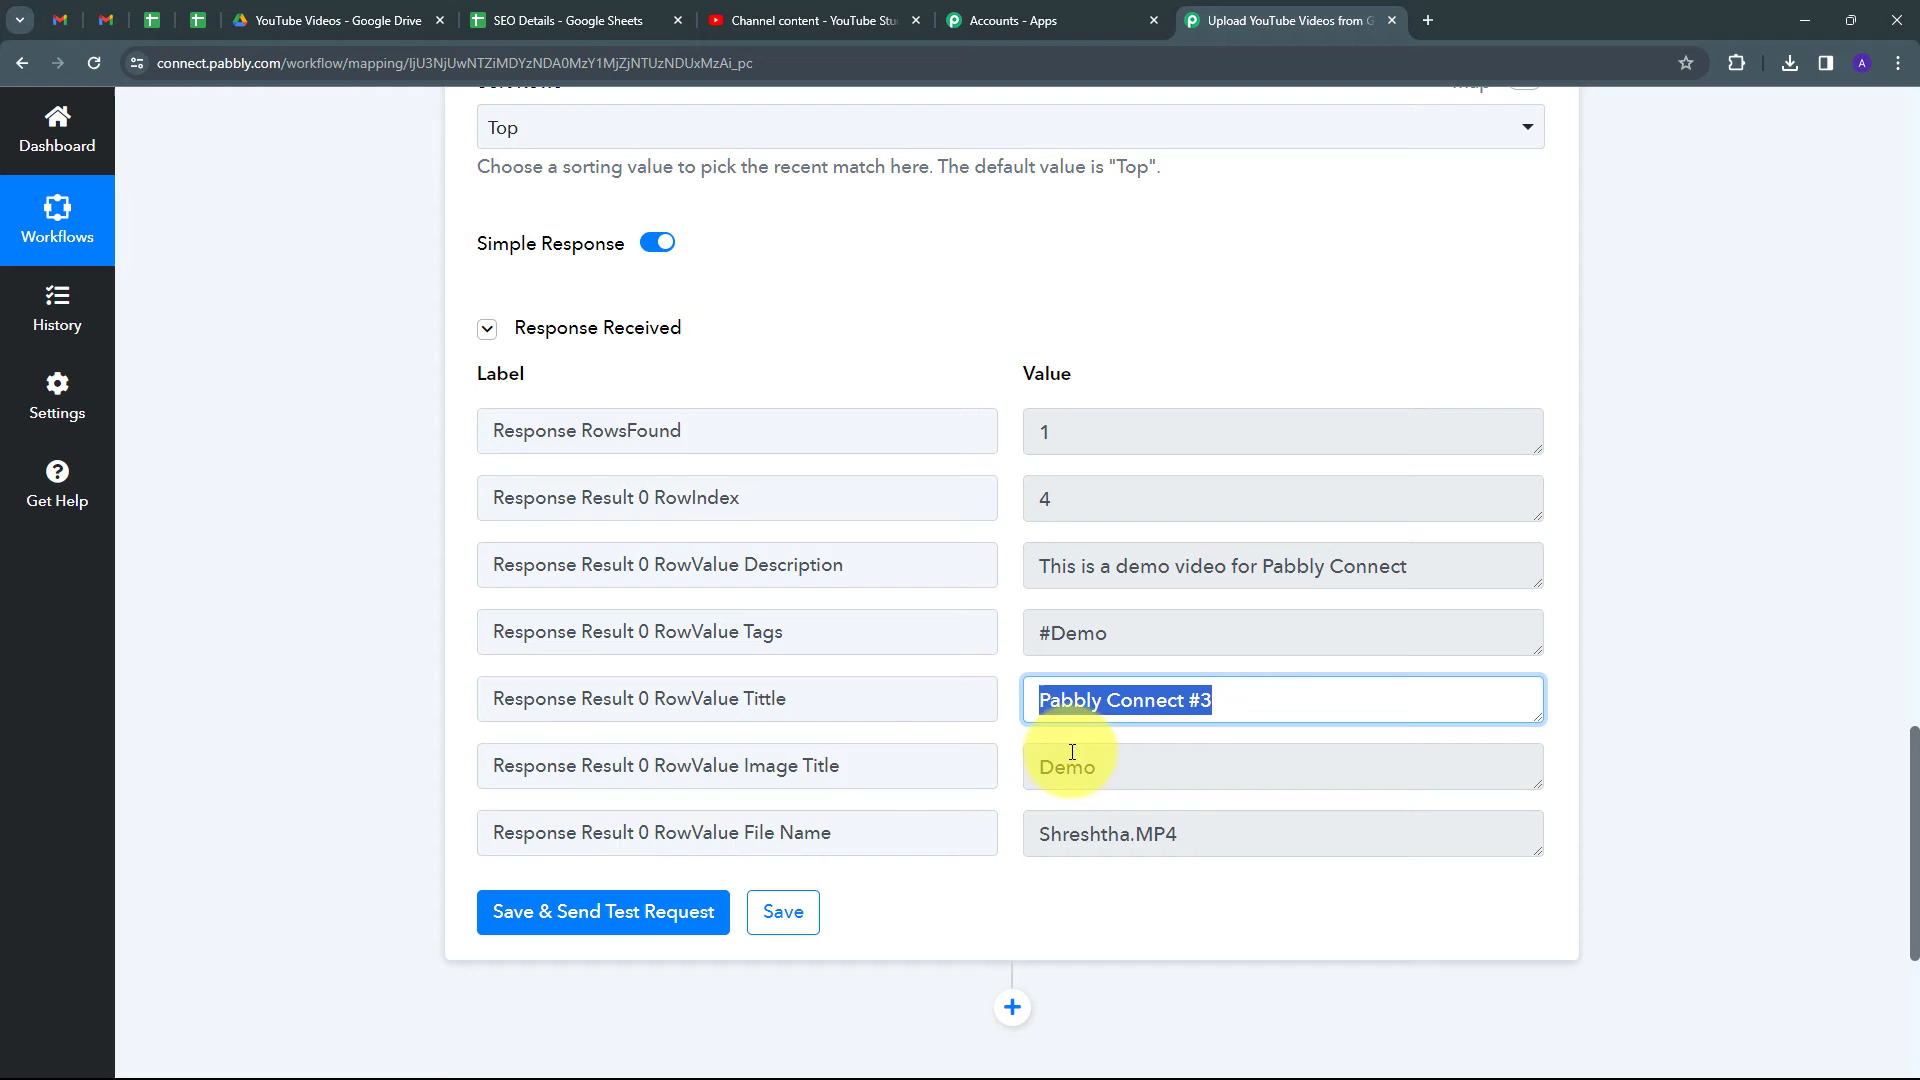 YouTube Videos - Google Drive
SEO Details - Google Sheets
Channel content - YouTube Stu
Accounts - Apps
Upload YouTube Videos from G
connect.pabbly.com/workflow/mapping/IjU3NjUwNTZiMDYzNDA0MzY1MjZjNTUzNDUxMzAi_pc
A
Dashboard
Workflows
History
Settings
Get Help
Top
Choose a sorting value to pick the recent match here. The default value is "Top".
Simple Response
Response Received
Label Value
Response RowsFound 1
Response Result 0 RowIndex 4
Response Result 0 RowValue Description This is a demo video for Pabbly Connect
Response Result 0 RowValue Tags #Demo
Response Result 0 RowValue Tittle Pabbly Connect #3
Response Result 0 RowValue Image Title Demo
Response Result 0 RowValue File Name Shreshtha.MP4
Save & Send Test Request Save